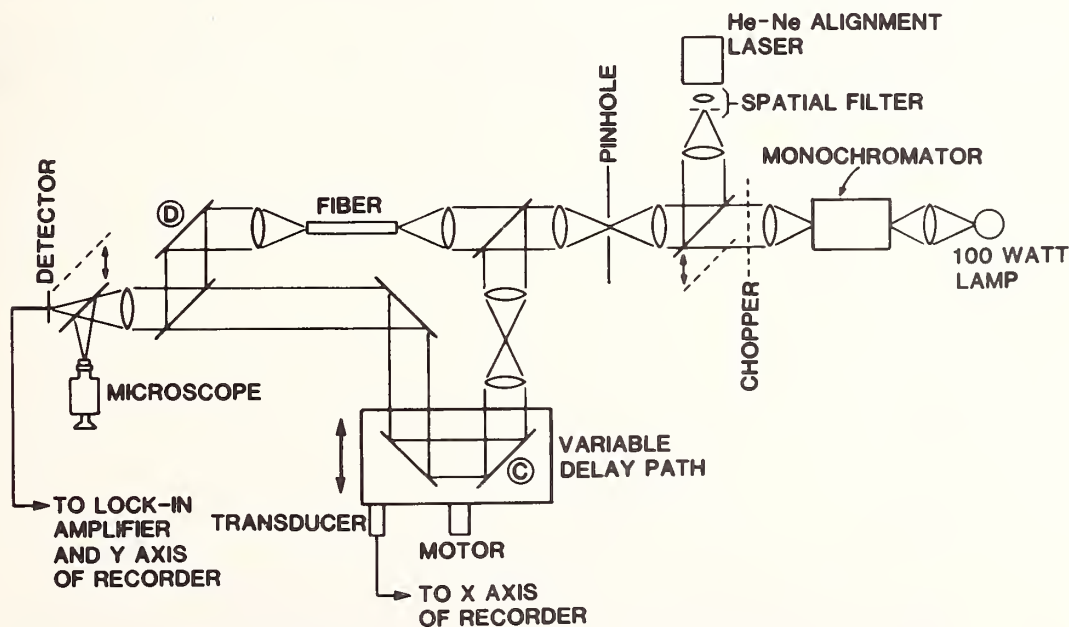 He-Ne ALIGNMENT
LASER
SPATIAL FILTER
PINHOLE
MONOCHROMATOR
DETECTOR
D
FIBER
100 WATT
LAMP
CHOPPER
MICROSCOPE
VARIABLE
DELAY PATH
C
TO LOCK-IN
AMPLIFIER
AND Y AXIS
OF RECORDER
TRANSDUCER
MOTOR
TO X AXIS
OF RECORDER